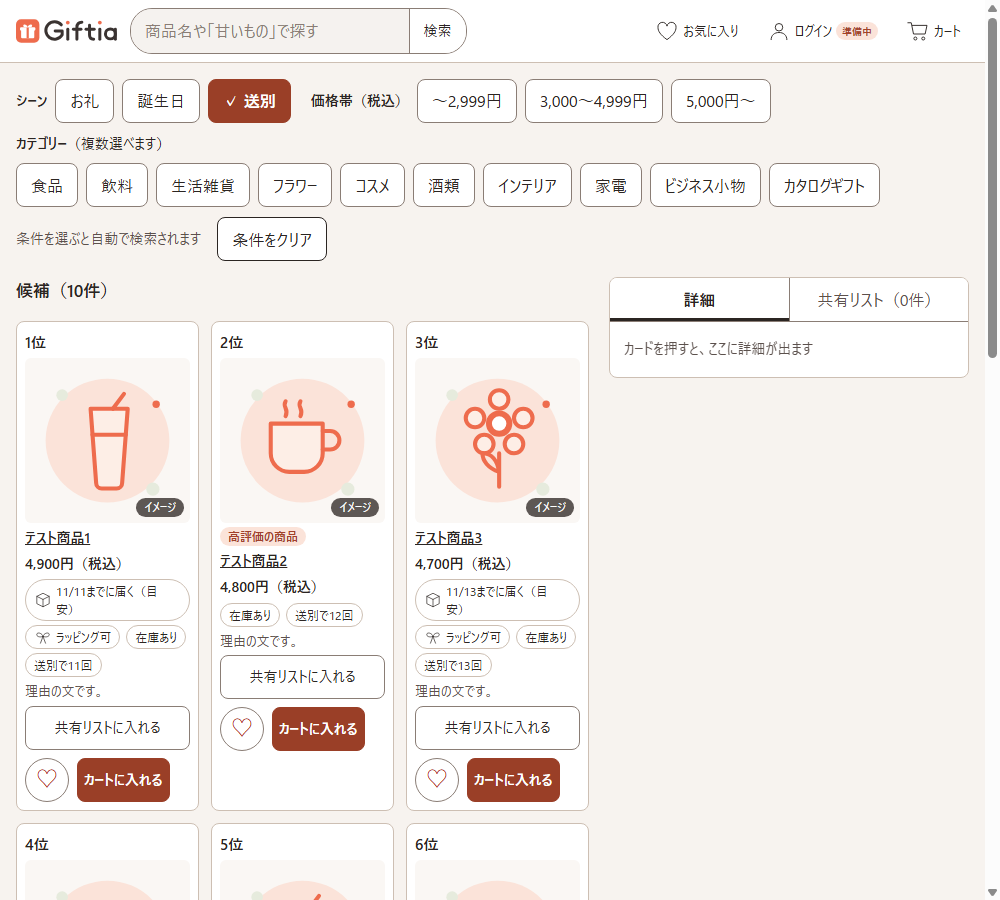 Giftia
商品名や「甘いもの」で探す
検索
お気に入り
ログイン 準備中
カート
シーン
お礼
誕生日
✓ 送別
価格帯（税込）
～2,999円
3,000～4,999円
5,000円～
カテゴリー（複数選べます）
食品
飲料
生活雑貨
フラワー
コスメ
酒類
インテリア
家電
ビジネス小物
カタログギフト
条件を選ぶと自動で検索されます
条件をクリア
候補（10件）
詳細
共有リスト（0件）
カードを押すと、ここに詳細が出ます
1位
イメージ
テスト商品1
4,900円（税込）
11/11までに届く（目
安）
ラッピング可
在庫あり
送別で11回
理由の文です。
共有リストに入れる
カートに入れる
2位
イメージ
高評価の商品
テスト商品2
4,800円（税込）
在庫あり
送別で12回
理由の文です。
共有リストに入れる
カートに入れる
3位
イメージ
テスト商品3
4,700円（税込）
11/13までに届く（目
安）
ラッピング可
在庫あり
送別で13回
理由の文です。
共有リストに入れる
カートに入れる
4位
5位
6位